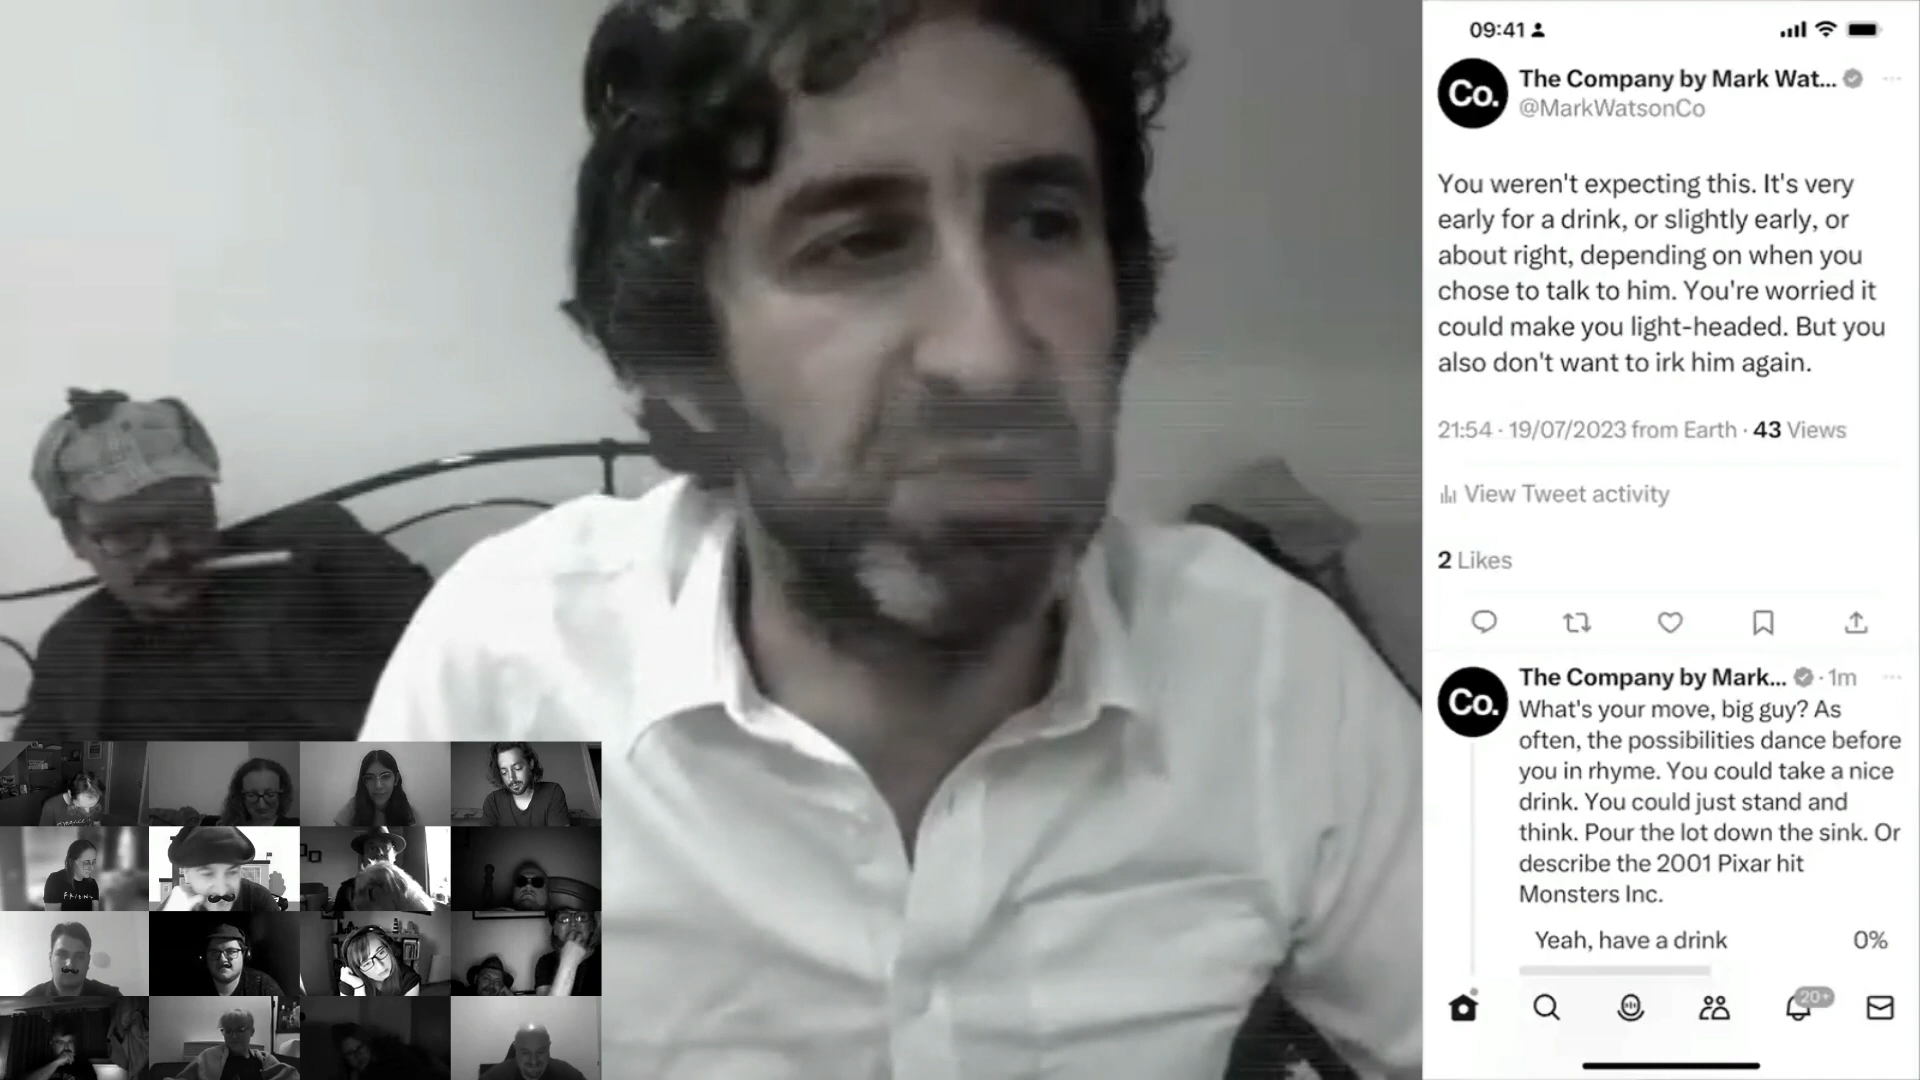 09:41
Co.
The Company by Mark Wat...
@MarkWatsonCo
You weren't expecting this. It's very
early for a drink, or slightly early, or
about right, depending on when you
chose to talk to him. You're worried it
could make you light-headed. But you
also don't want to irk him again.
21:54 · 19/07/2023 from Earth · 43 Views
View Tweet activity
2 Likes
Co.
The Company by Mark... · 1m
What's your move, big guy? As
often, the possibilities dance before
you in rhyme. You could take a nice
drink. You could just stand and
think. Pour the lot down the sink. Or
describe the 2001 Pixar hit
Monsters Inc.
Yeah, have a drink 0%
20+